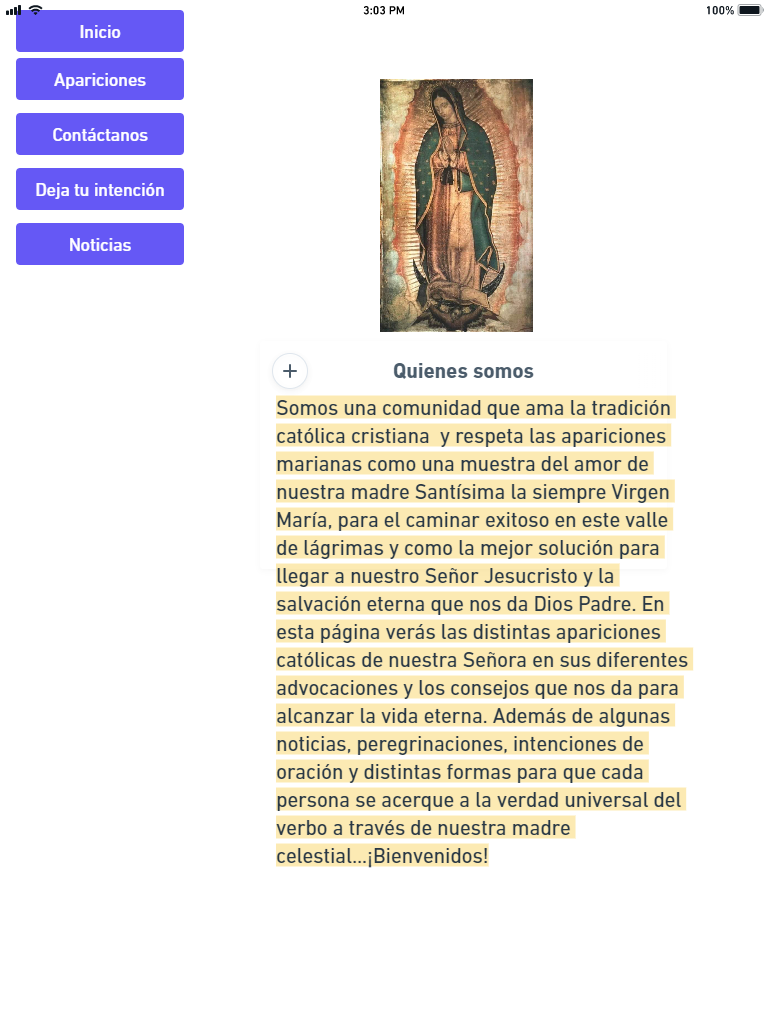 3:03 PM
100%
Inicio
Apariciones
Contáctanos
Deja tu intención
Noticias
Quienes somos
Somos una comunidad que ama la tradición
católica cristiana  y respeta las apariciones
marianas como una muestra del amor de
nuestra madre Santísima la siempre Virgen
María, para el caminar exitoso en este valle
de lágrimas y como la mejor solución para
llegar a nuestro Señor Jesucristo y la
salvación eterna que nos da Dios Padre. En
esta página verás las distintas apariciones
católicas de nuestra Señora en sus diferentes
advocaciones y los consejos que nos da para
alcanzar la vida eterna. Además de algunas
noticias, peregrinaciones, intenciones de
oración y distintas formas para que cada
persona se acerque a la verdad universal del
verbo a través de nuestra madre
celestial...¡Bienvenidos!